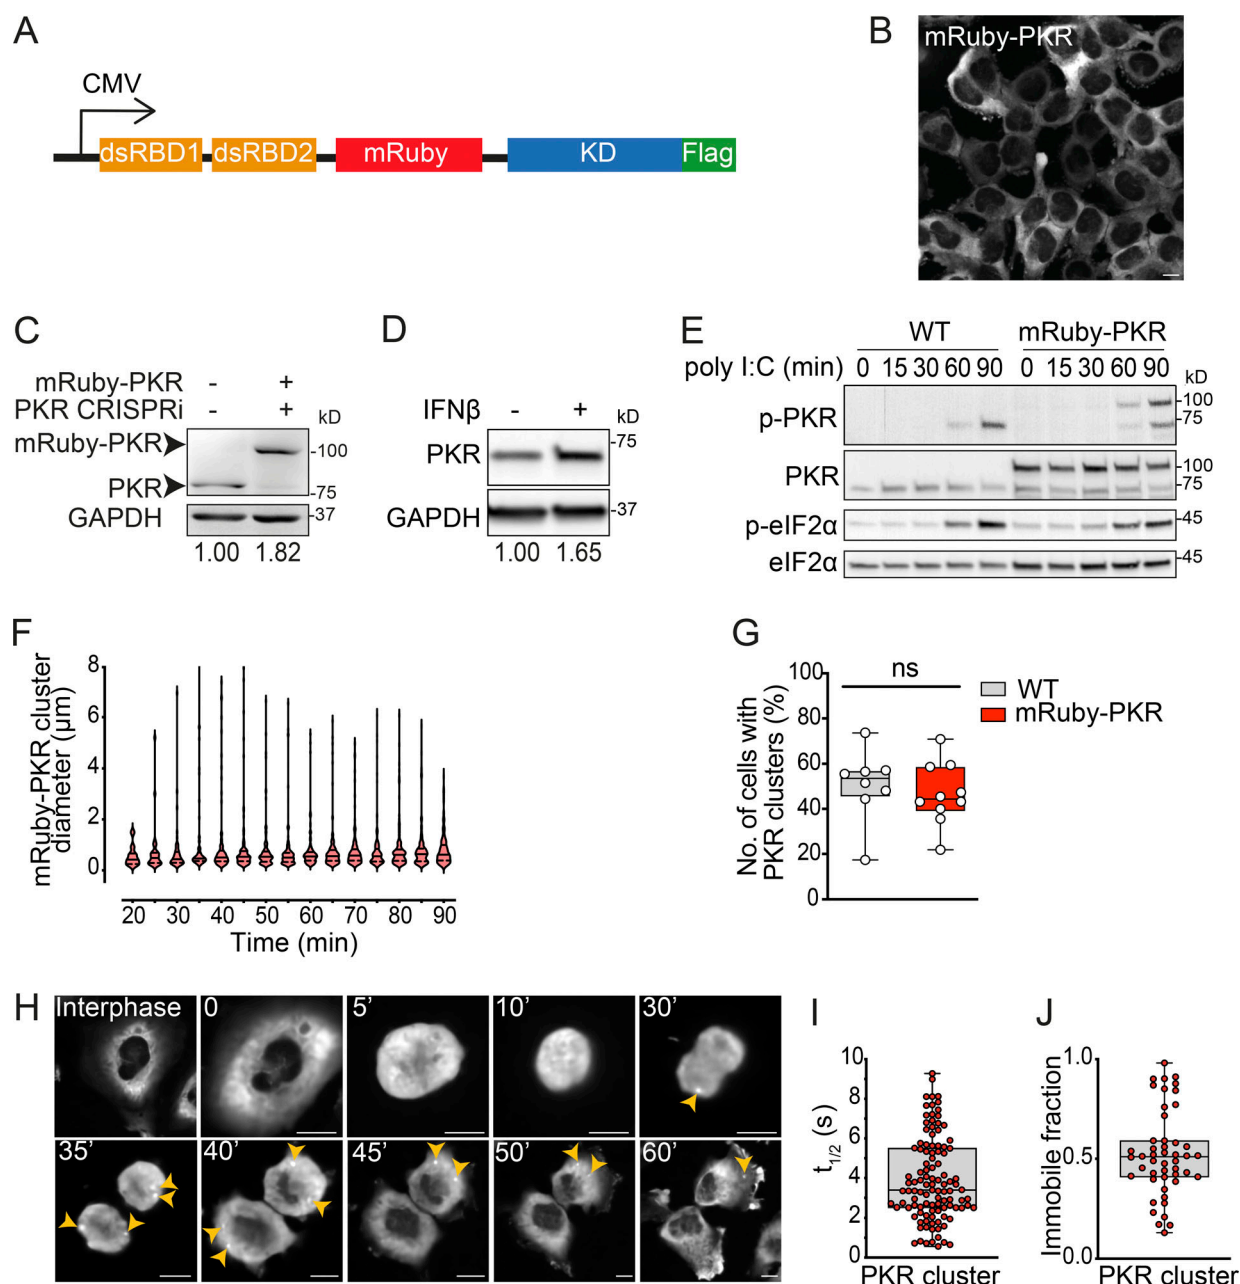 A
CMV
dsRBD1 dsRBD2 mRuby KD Flag
B
mRuby-PKR
C
mRuby-PKR - +
PKR CRISPRi - +
kD
mRuby-PKR
-100
PKR
-75
GAPDH
-37
1.00 1.82
D
IFNβ - +
kD
-75
PKR
GAPDH
-37
1.00 1.65
E
WT mRuby-PKR
poly I:C (min) 0 15 30 60 90 0 15 30 60 90
kD
p-PKR
-100
-75
PKR
-100
-75
p-eIF2α
-45
eIF2α
-45
F
mRuby-PKR cluster
diameter (μm)
8
6
4
2
0
20 30 40 50 60 70 80 90
Time (min)
G
No. of cells with
PKR clusters (%)
100
80
60
40
20
0
ns
WT
mRuby-PKR
H
Interphase 0 5’ 10’ 30’
35’ 40’ 45’ 50’ 60’
I
t1/2 (s)
10
8
6
4
2
0
PKR cluster
J
Immobile fraction
1.0
0.5
0.0
PKR cluster